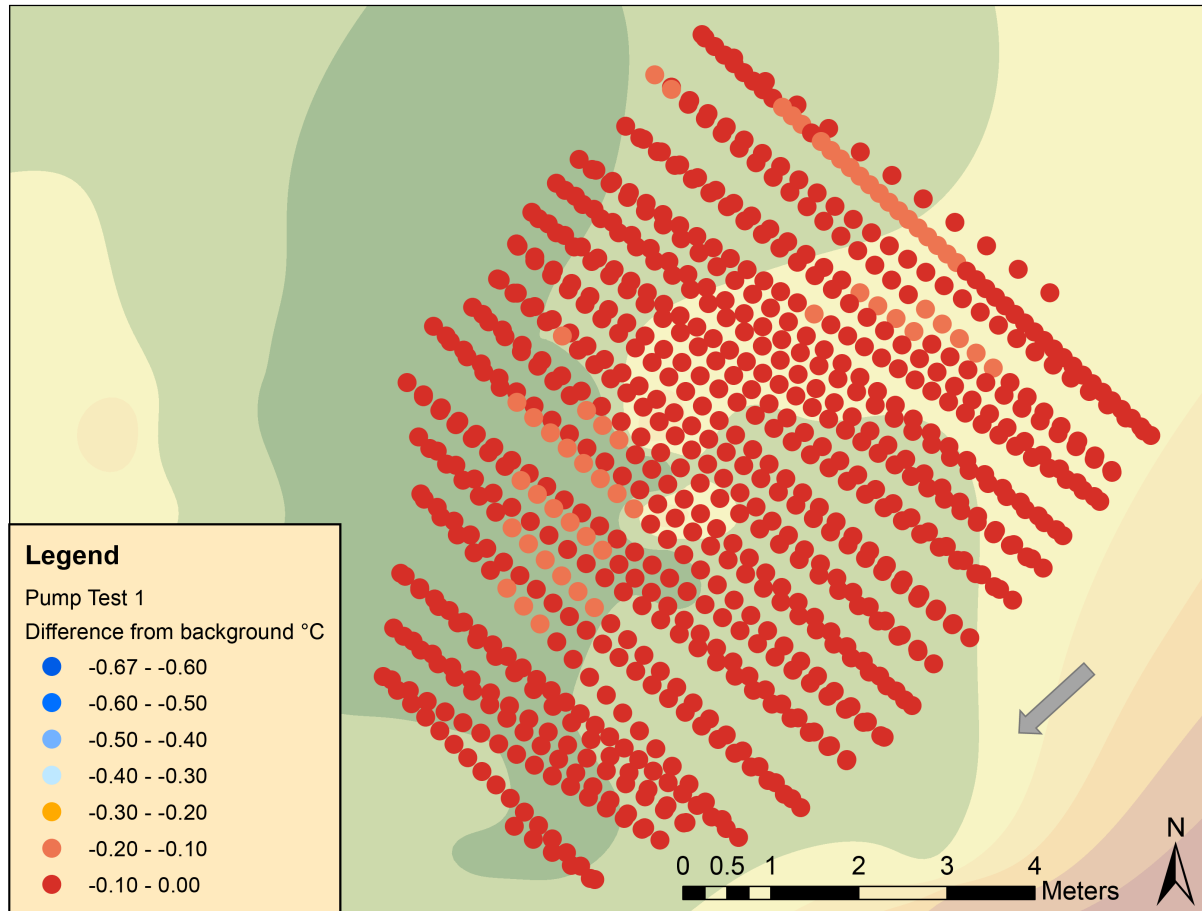 Legend
Pump Test 1
Difference from background °C
-0.67 - -0.60
-0.60 - -0.50
-0.50 - -0.40
-0.40 - -0.30
-0.30 - -0.20
-0.20 - -0.10
-0.10 - 0.00
0 0.5 1 2 3 4
Meters
N